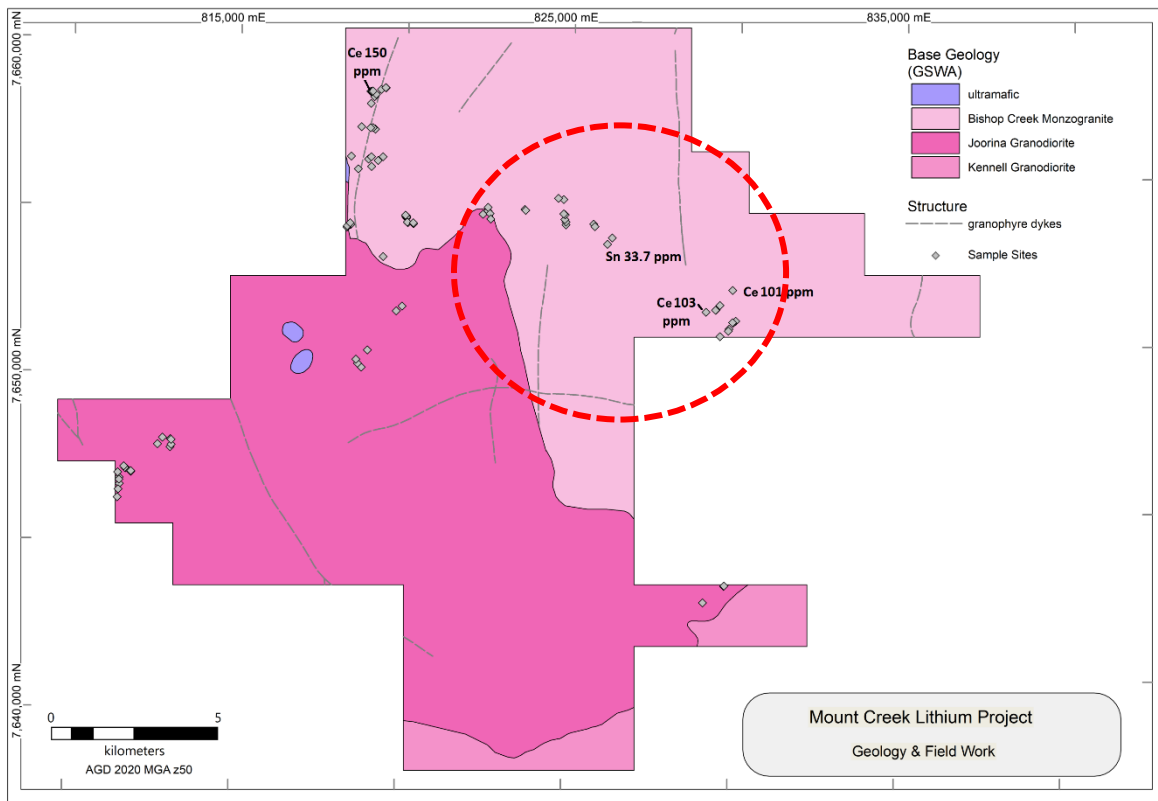 815,000 mE
825,000 mE
835,000 mE
7,660,000 mN
7,650,000 mN
7,640,000 mN
Ce 150
ppm
Sn 33.7 ppm
Ce 101 ppm
Ce 103
ppm
Base Geology
(GSWA)
ultramafic
Bishop Creek Monzogranite
Joorina Granodiorite
Kennell Granodiorite
Structure
granophyre dykes
Sample Sites
0
5
kilometers
AGD 2020 MGA z50
Mount Creek Lithium Project
Geology & Field Work